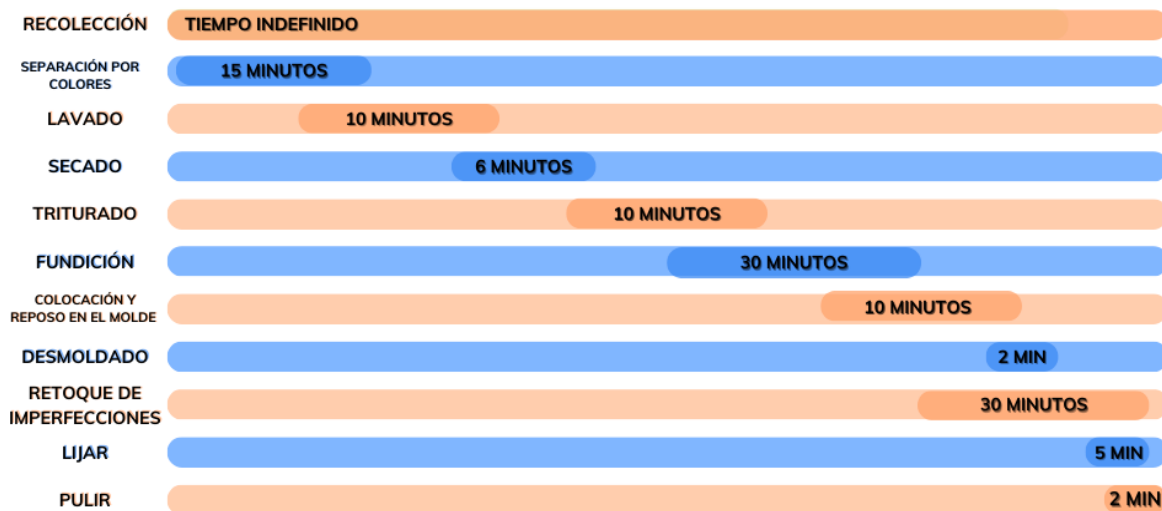 RECOLECCIÓN TIEMPO INDEFINIDO
SEPARACIÓN POR
COLORES
15 MINUTOS
LAVADO 10 MINUTOS
SECADO 6 MINUTOS
TRITURADO 10 MINUTOS
FUNDICIÓN 30 MINUTOS
COLOCACIÓN Y
REPOSO EN EL MOLDE
10 MINUTOS
DESMOLDADO 2 MIN
RETOQUE DE
IMPERFECCIONES
30 MINUTOS
LIJAR 5 MIN
PULIR 2 MIN